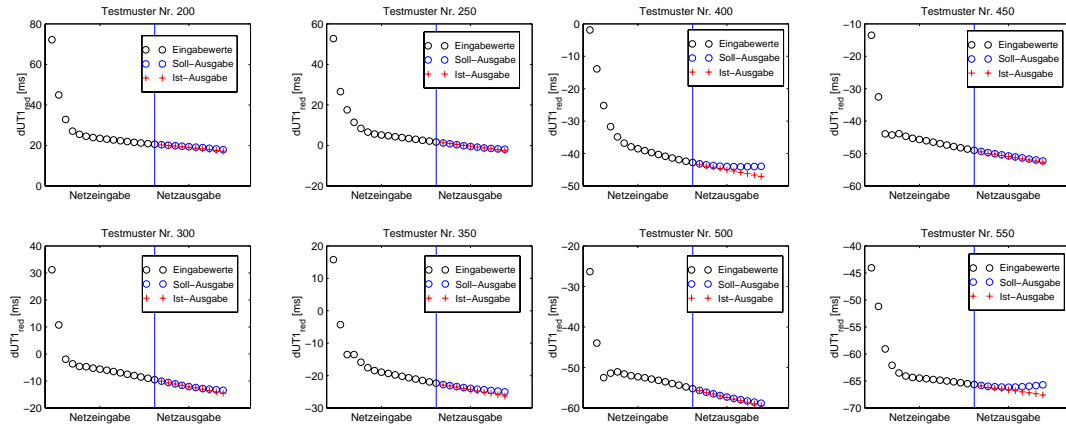 Testmuster Nr. 200
80
60
40
20
0
dUT1red [ms]
Eingabewerte
Soll−Ausgabe
Ist−Ausgabe
Netzeingabe Netzausgabe
Testmuster Nr. 250
60
40
20
0
−20
dUT1red [ms]
Eingabewerte
Soll−Ausgabe
Ist−Ausgabe
Netzeingabe Netzausgabe
Testmuster Nr. 400
0
−10
−20
−30
−40
−50
dUT1red [ms]
Eingabewerte
Soll−Ausgabe
Ist−Ausgabe
Netzeingabe Netzausgabe
Testmuster Nr. 450
−10
−20
−30
−40
−50
−60
dUT1red [ms]
Eingabewerte
Soll−Ausgabe
Ist−Ausgabe
Netzeingabe Netzausgabe
Testmuster Nr. 300
40
30
20
10
0
−10
−20
dUT1red [ms]
Eingabewerte
Soll−Ausgabe
Ist−Ausgabe
Netzeingabe Netzausgabe
Testmuster Nr. 350
20
10
0
−10
−20
−30
dUT1red [ms]
Eingabewerte
Soll−Ausgabe
Ist−Ausgabe
Netzeingabe Netzausgabe
Testmuster Nr. 500
−20
−30
−40
−50
−60
dUT1red [ms]
Eingabewerte
Soll−Ausgabe
Ist−Ausgabe
Netzeingabe Netzausgabe
Testmuster Nr. 550
−40
−45
−50
−55
−60
−65
−70
dUT1red [ms]
Eingabewerte
Soll−Ausgabe
Ist−Ausgabe
Netzeingabe Netzausgabe